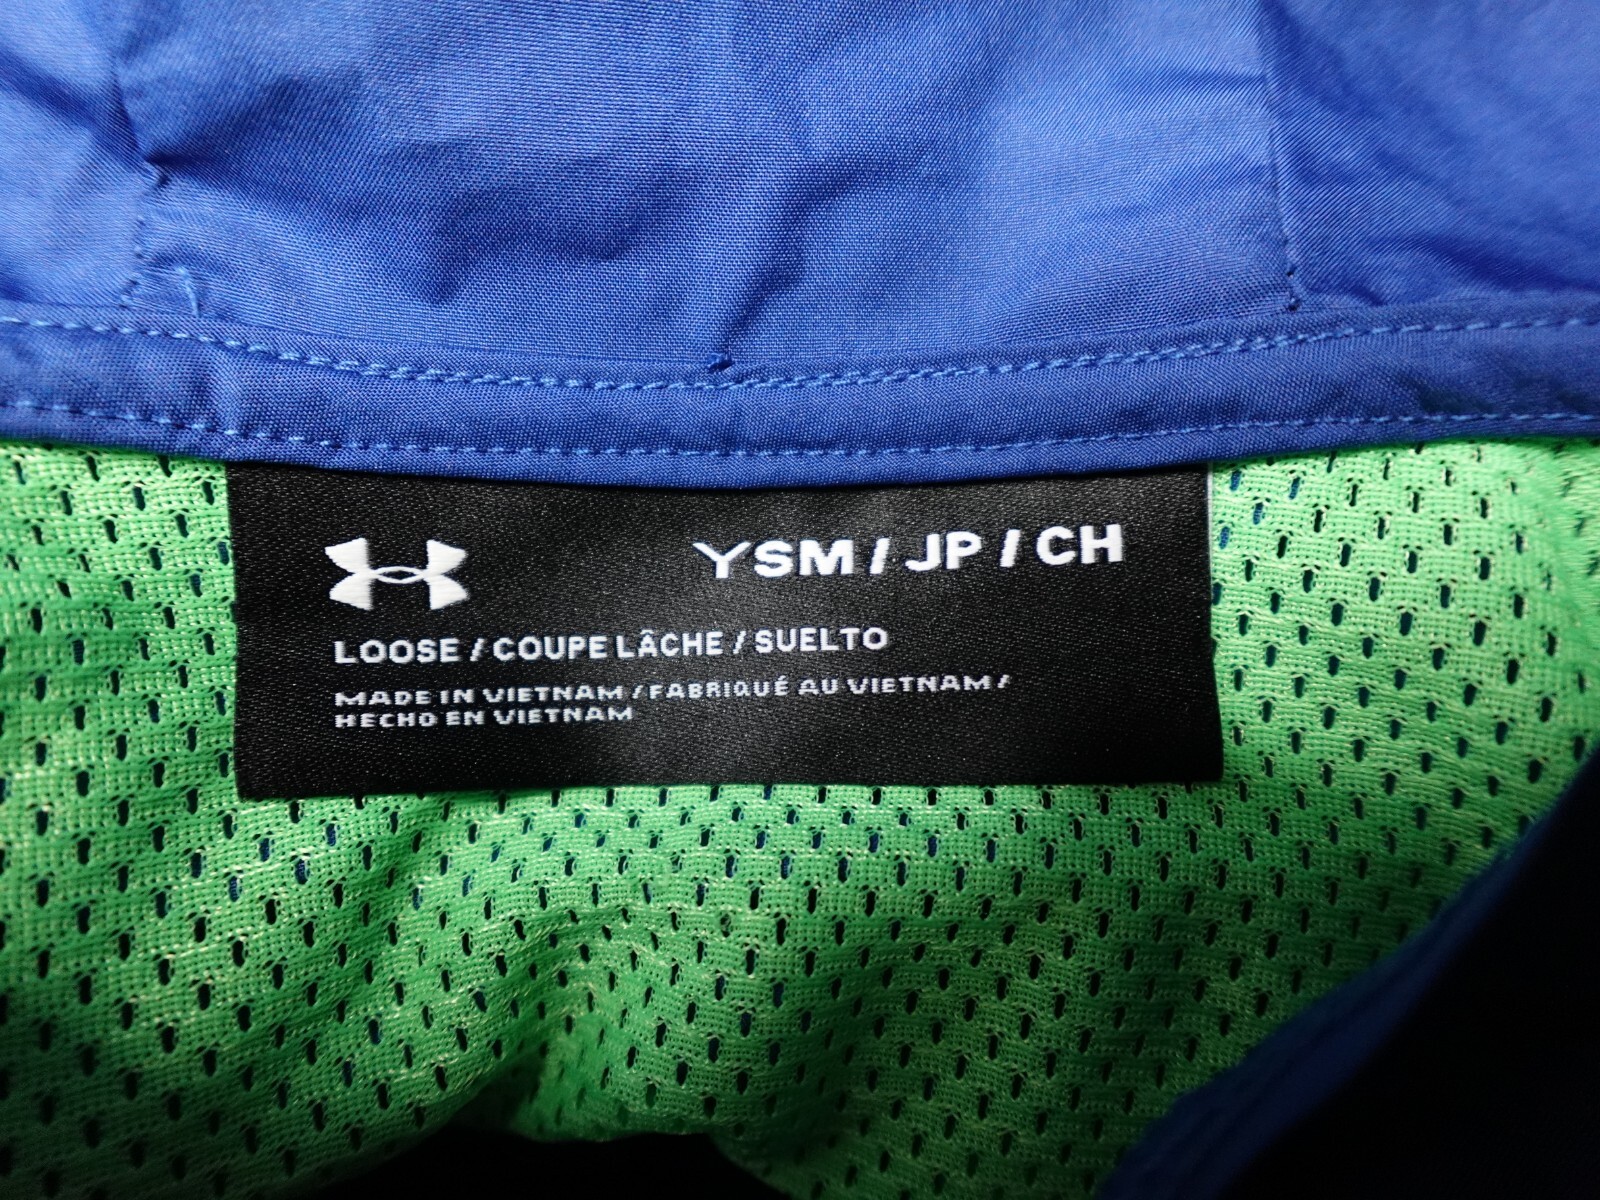 YSM / JP / CH
LOOSE / COUPE LÂCHE / SUELTO
MADE IN VIETNAM / FABRIQUÉ AU VIETNAM /
HECHO EN VIETNAM